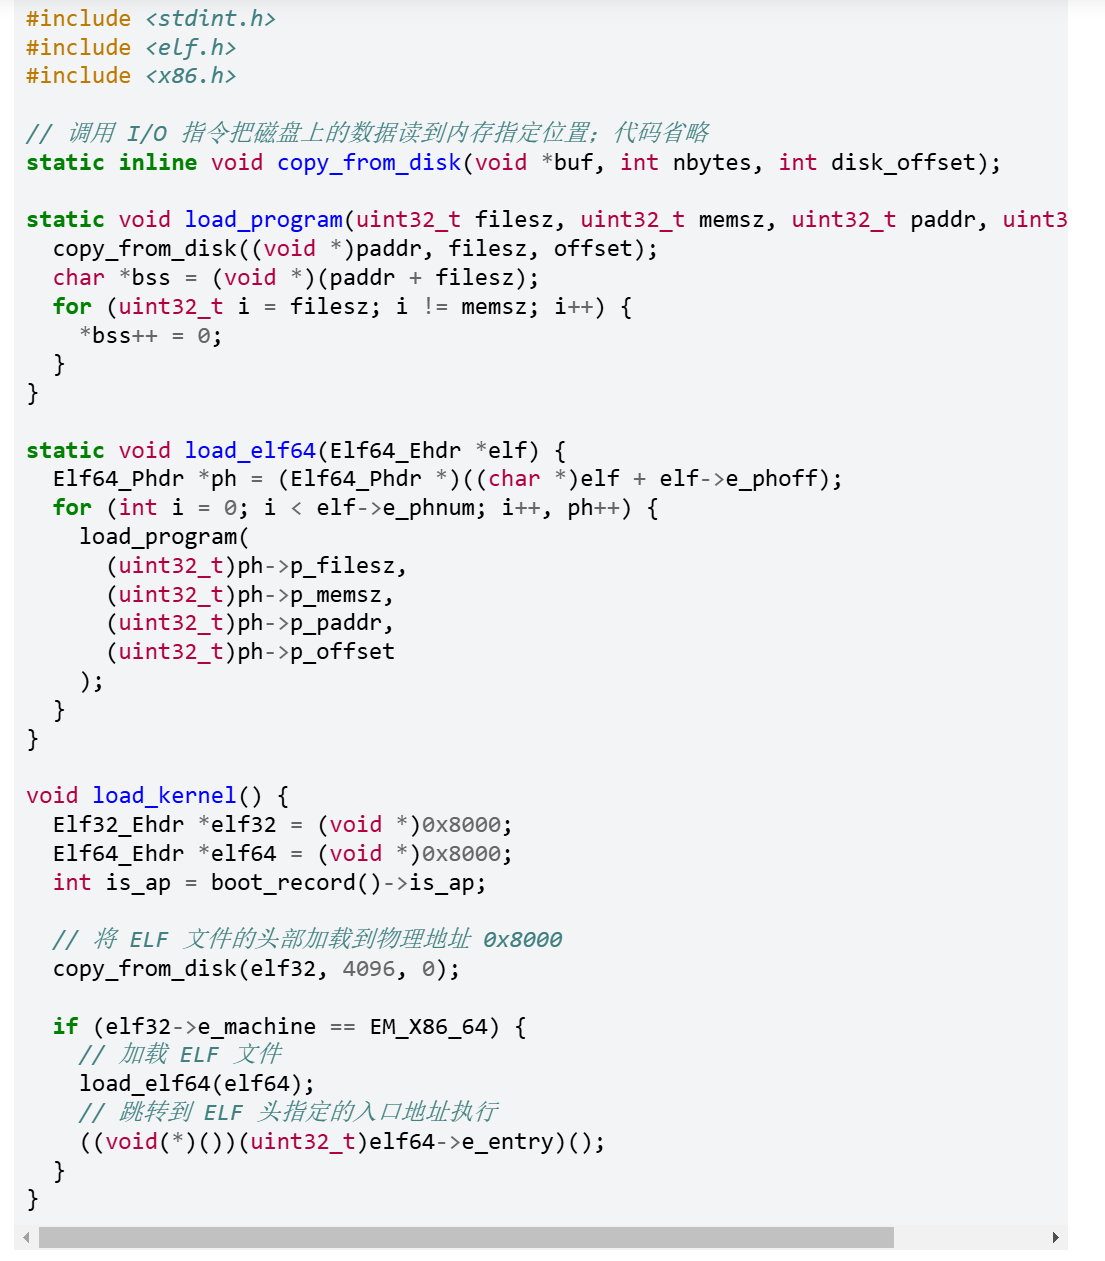 #include <stdint.h>
#include <elf.h>
#include <x86.h>

// 调用 I/O 指令把磁盘上的数据读到内存指定位置；代码省略
static inline void copy_from_disk(void *buf, int nbytes, int disk_offset);

static void load_program(uint32_t filesz, uint32_t memsz, uint32_t paddr, uint3
  copy_from_disk((void *)paddr, filesz, offset);
  char *bss = (void *)(paddr + filesz);
  for (uint32_t i = filesz; i != memsz; i++) {
    *bss++ = 0;
  }
}

static void load_elf64(Elf64_Ehdr *elf) {
  Elf64_Phdr *ph = (Elf64_Phdr *)((char *)elf + elf->e_phoff);
  for (int i = 0; i < elf->e_phnum; i++, ph++) {
    load_program(
      (uint32_t)ph->p_filesz,
      (uint32_t)ph->p_memsz,
      (uint32_t)ph->p_paddr,
      (uint32_t)ph->p_offset
    );
  }
}

void load_kernel() {
  Elf32_Ehdr *elf32 = (void *)0x8000;
  Elf64_Ehdr *elf64 = (void *)0x8000;
  int is_ap = boot_record()->is_ap;

  // 将 ELF 文件的头部加载到物理地址 0x8000
  copy_from_disk(elf32, 4096, 0);

  if (elf32->e_machine == EM_X86_64) {
    // 加载 ELF 文件
    load_elf64(elf64);
    // 跳转到 ELF 头指定的入口地址执行
    ((void(*)())(uint32_t)elf64->e_entry)();
  }
}